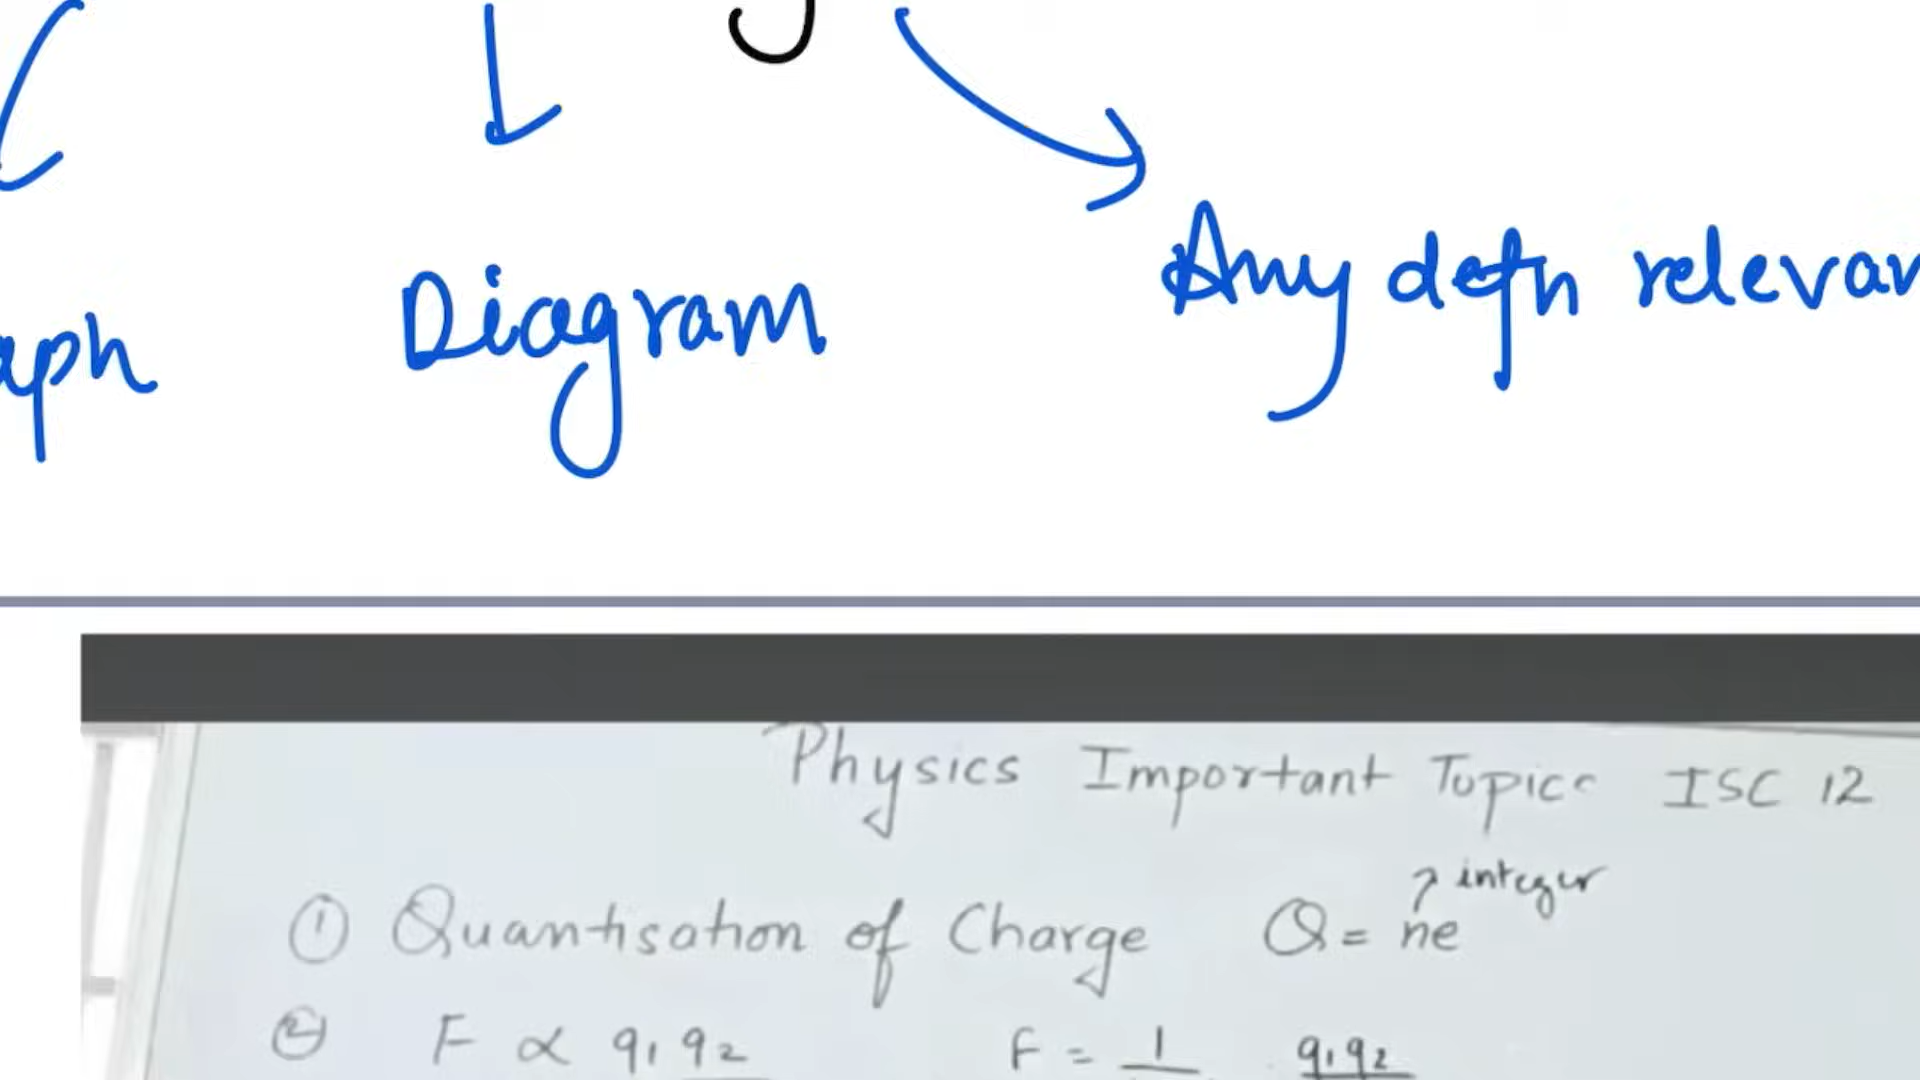 Diagram
Any defn relevan
aph
Physics Important Topics ISC 12
① Quantisation of Charge Q = ne ↗ integer
② F ∝ q₁q₂ F = 1 q₁q₂